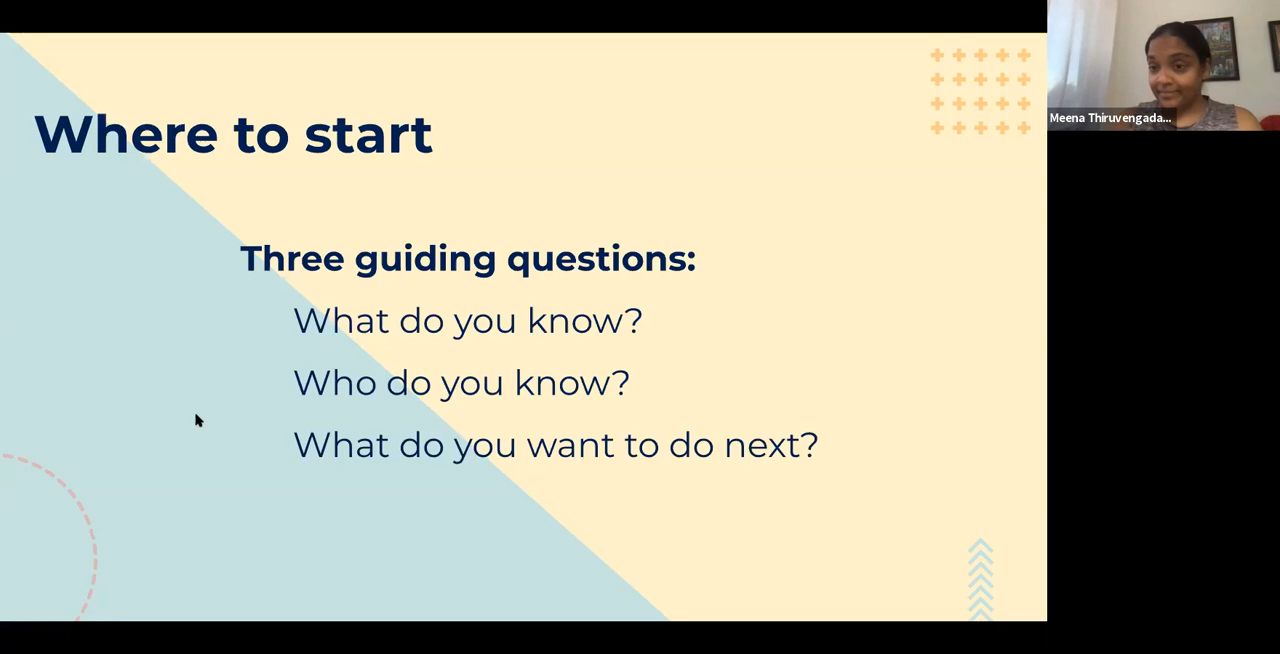 Where to start
Three guiding questions:
What do you know?
Who do you know?
What do you want to do next?
Meena Thiruvengada...